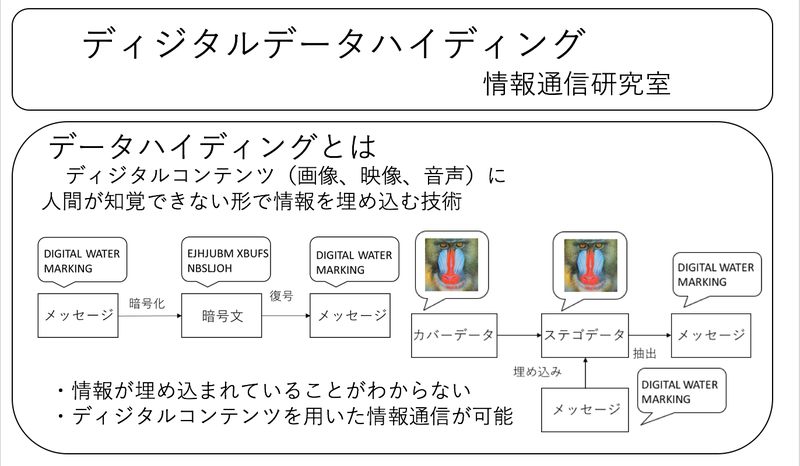 ディジタルデータハイディング
情報通信研究室
データハイディングとは
ディジタルコンテンツ（画像、映像、音声）に
人間が知覚できない形で情報を埋め込む技術
DIGITAL WATER
MARKING
EJHJUBM XBUFS
NBSLJOH
DIGITAL WATER
MARKING
メッセージ
暗号化
暗号文
復号
メッセージ
DIGITAL WATER
MARKING
カバーデータ
ステゴデータ
抽出
メッセージ
埋め込み
メッセージ
DIGITAL WATER
MARKING
・情報が埋め込まれていることがわからない
・ディジタルコンテンツを用いた情報通信が可能